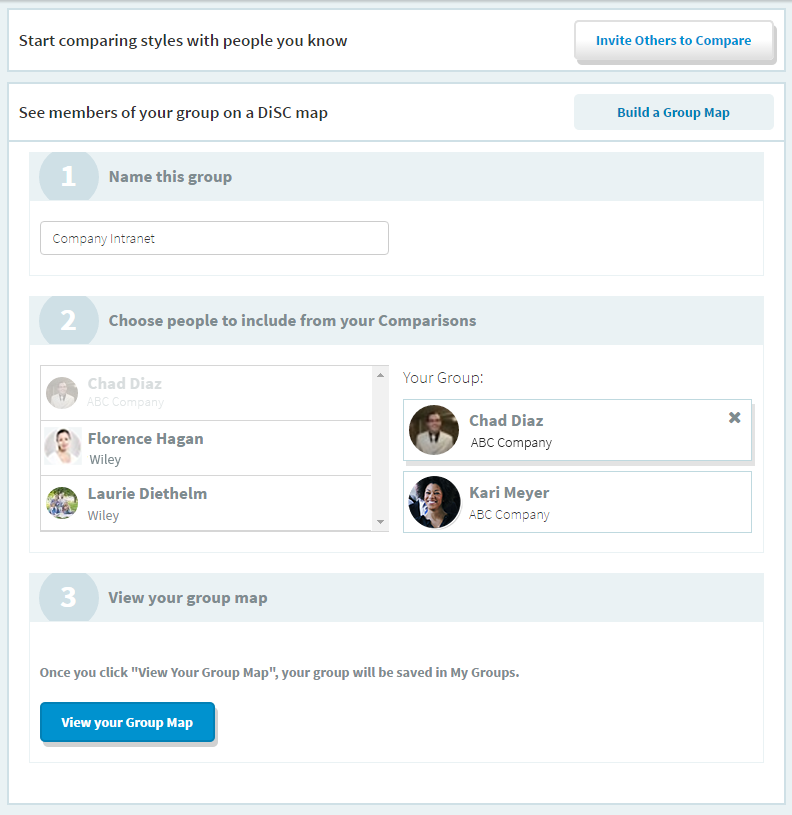 Start comparing styles with people you know
Invite Others to Compare
See members of your group on a DiSC map
Build a Group Map
1
Name this group
Company Intranet
2
Choose people to include from your Comparisons
Chad Diaz
ABC Company
Florence Hagan
Wiley
Laurie Diethelm
Wiley
Your Group:
Chad Diaz
ABC Company
Kari Meyer
ABC Company
3
View your group map
Once you click "View Your Group Map", your group will be saved in My Groups.
View your Group Map